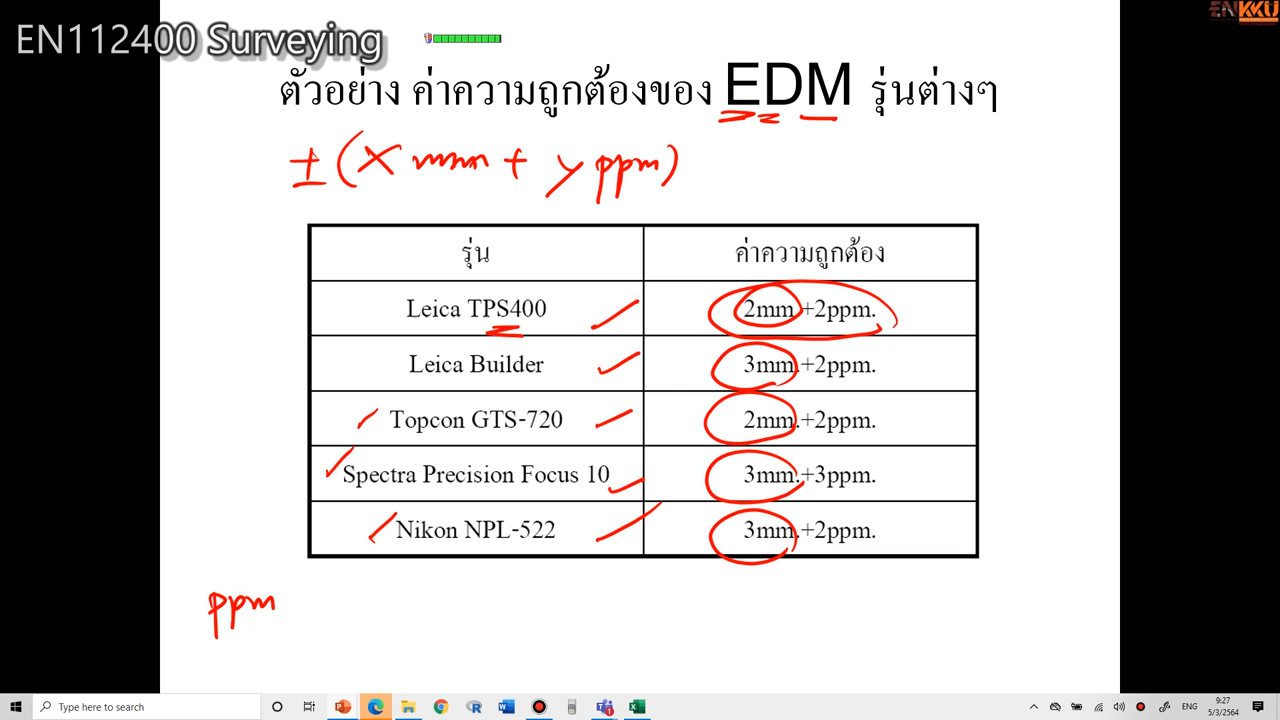 EN112400 Surveying
ENKKU
ตัวอย่าง ค่าความถูกต้องของ EDM รุ่นต่างๆ
± (X mm + y ppm)
รุ่น ค่าความถูกต้อง
Leica TPS400 2mm.+2ppm.
Leica Builder 3mm.+2ppm.
Topcon GTS-720 2mm.+2ppm.
Spectra Precision Focus 10 3mm.+3ppm.
Nikon NPL-522 3mm.+2ppm.
ppm
Type here to search
ENG
9:27
5/3/2564